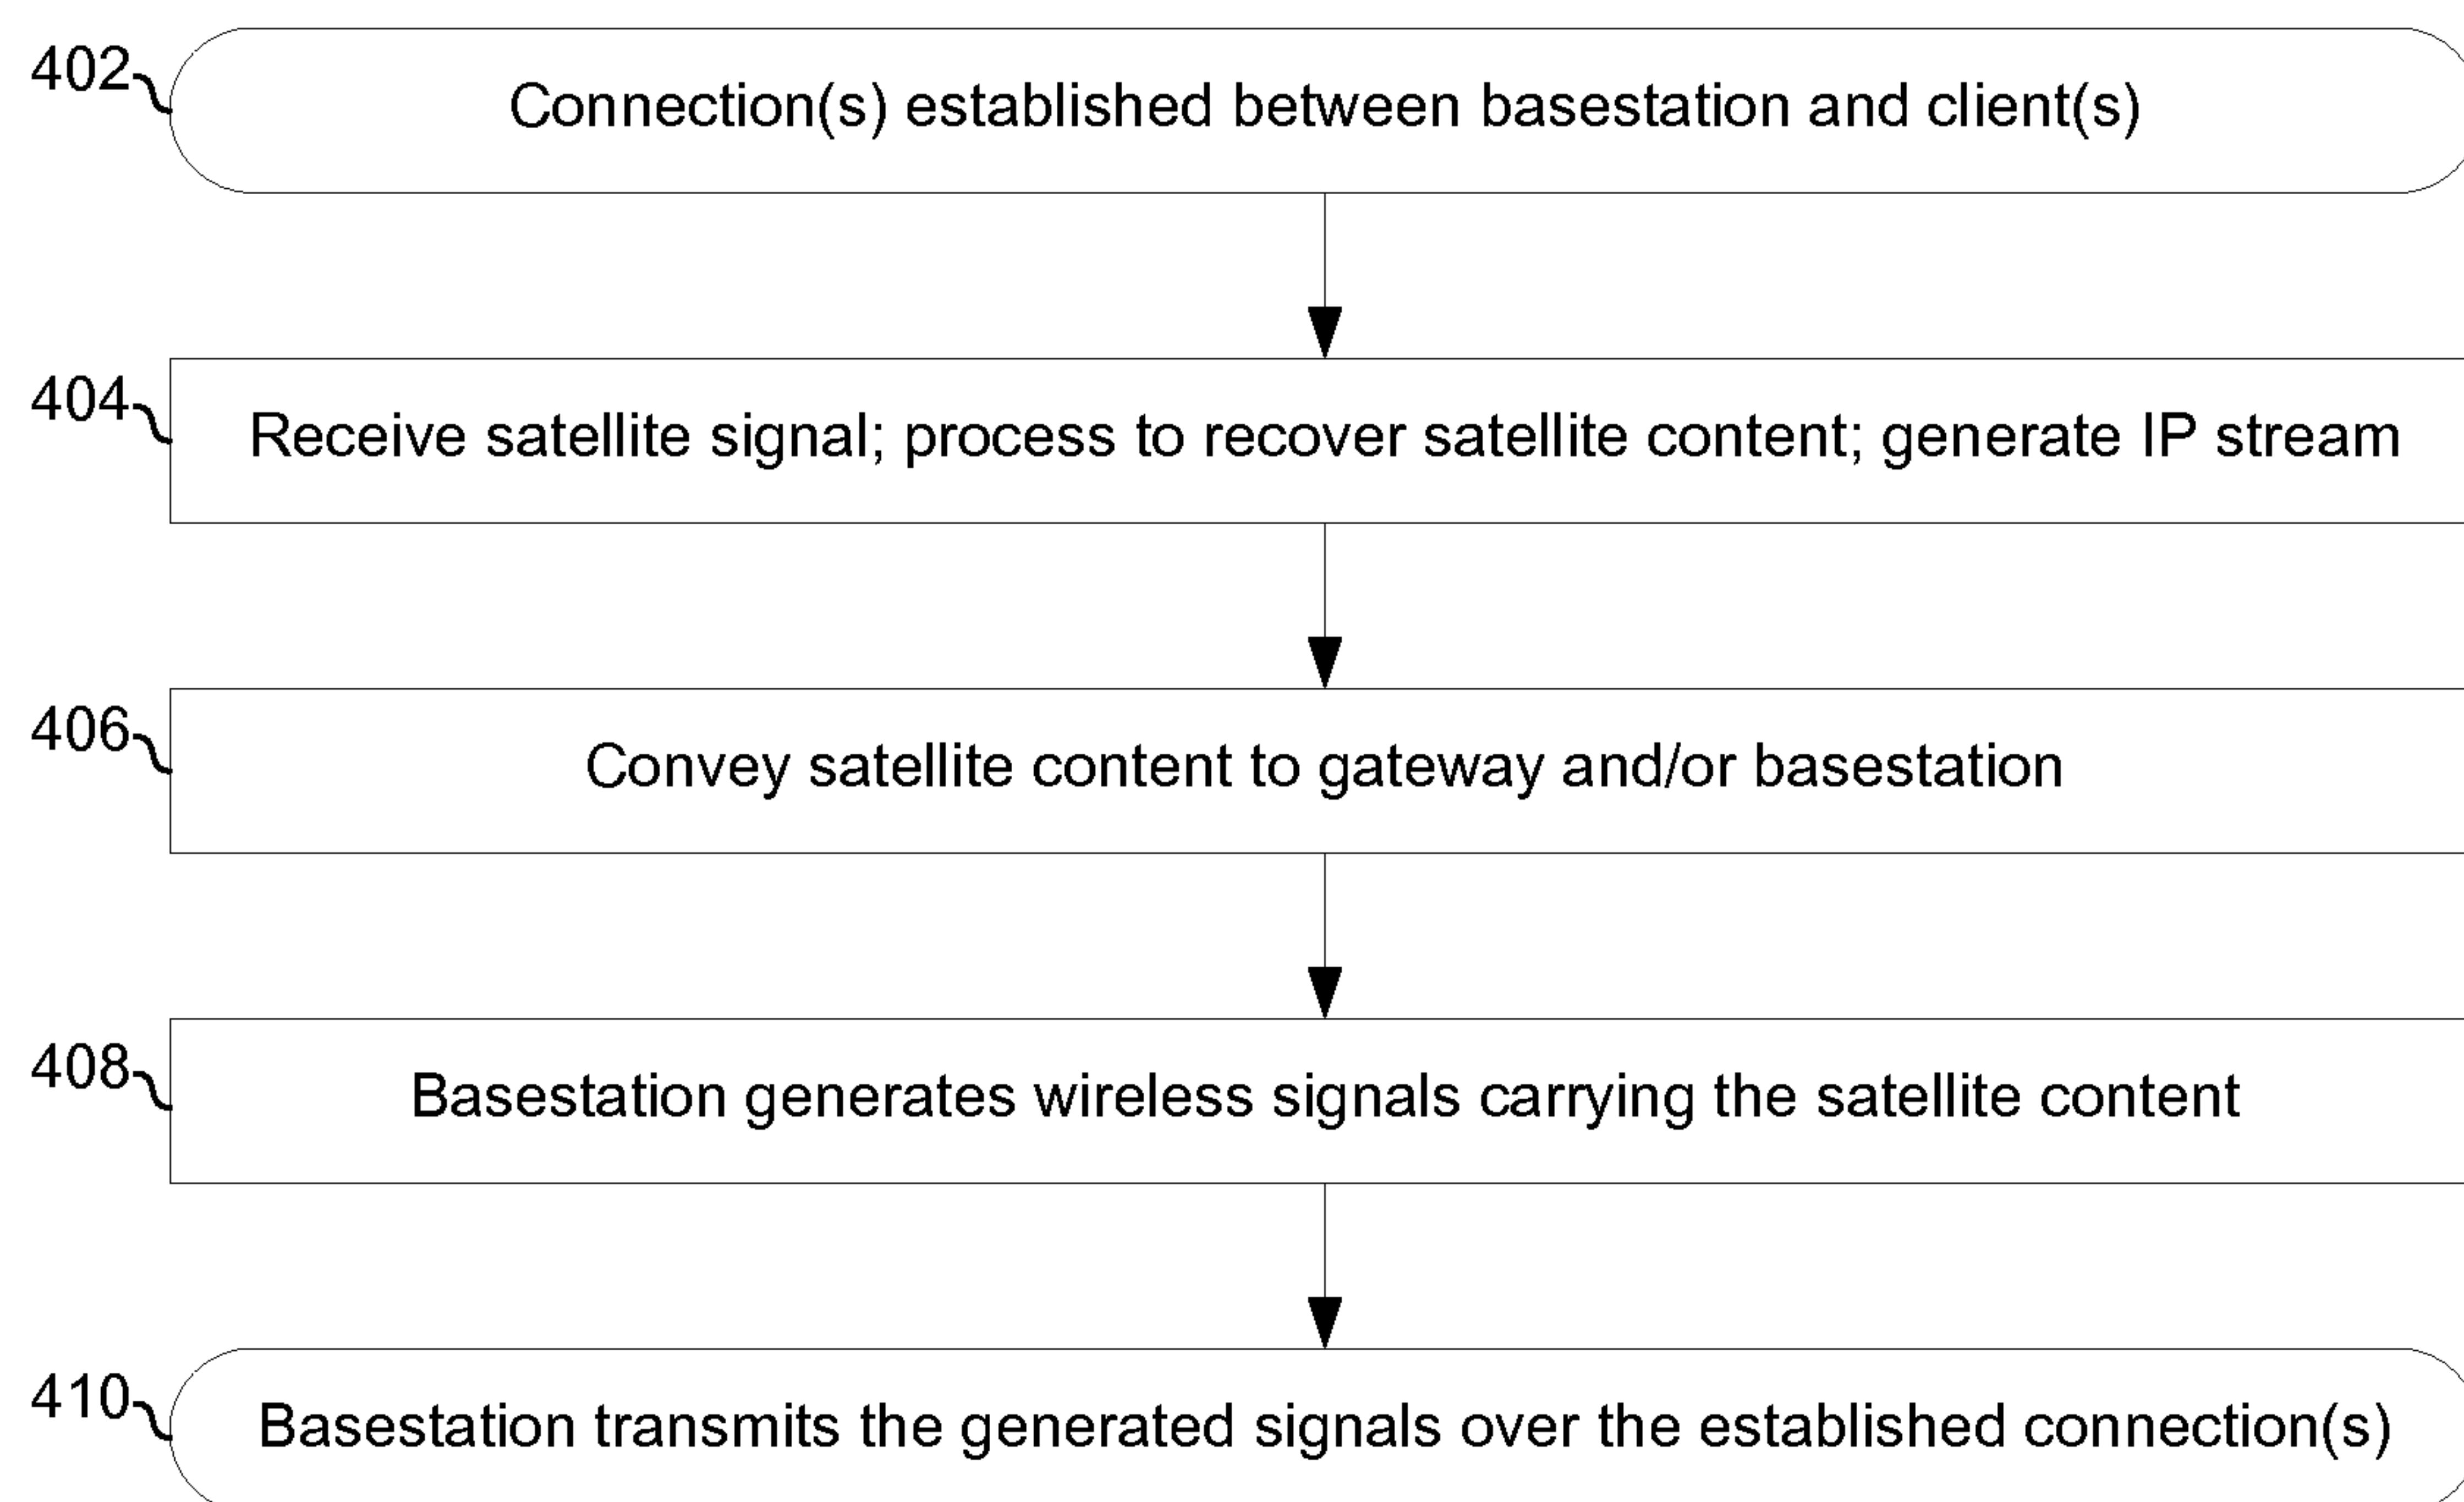 402
Connection(s) established between basestation and client(s)
404
Receive satellite signal; process to recover satellite content; generate IP stream
406
Convey satellite content to gateway and/or basestation
408
Basestation generates wireless signals carrying the satellite content
410
Basestation transmits the generated signals over the established connection(s)